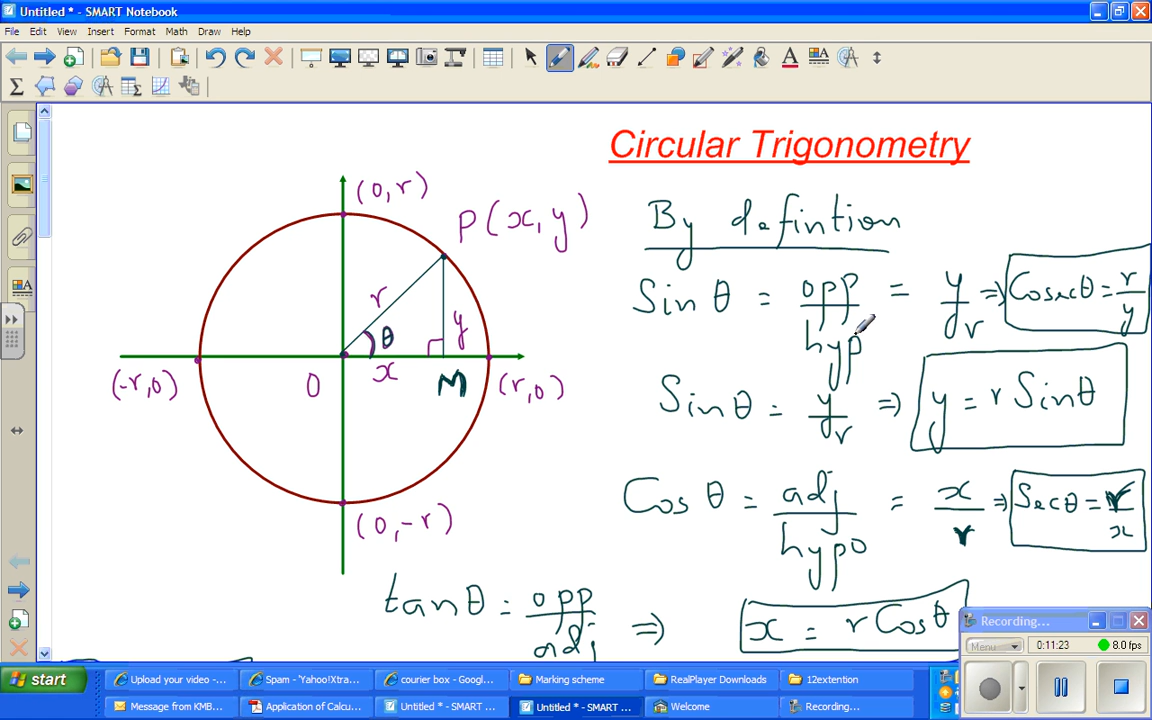 Untitled * - SMART Notebook
File Edit View Insert Format Math Draw Help
Circular Trigonometry
(0, r)
P(x, y)
By defintion
Sin θ = opp/hyp = y/r ⇒ Cosec θ = r/y
r
θ
y
(-r, 0)
O
x
M
(r, 0)
Sin θ = y/r ⇒ y = r Sin θ
Cos θ = adj/hypo = x/r ⇒ Sec θ = r/x
(0, -r)
tan θ = opp/adj ⇒ x = r Cos θ
Recording...
Menu
0:11:23
8.0 fps
start
Upload your video -...
Spam - 'Yahoo!Xtra...
courier box - Googl...
Marking scheme
RealPlayer Downloads
12extention
Message from KMB...
Application of Calcu...
Untitled * - SMART ...
Untitled * - SMART ...
Welcome
Recording...